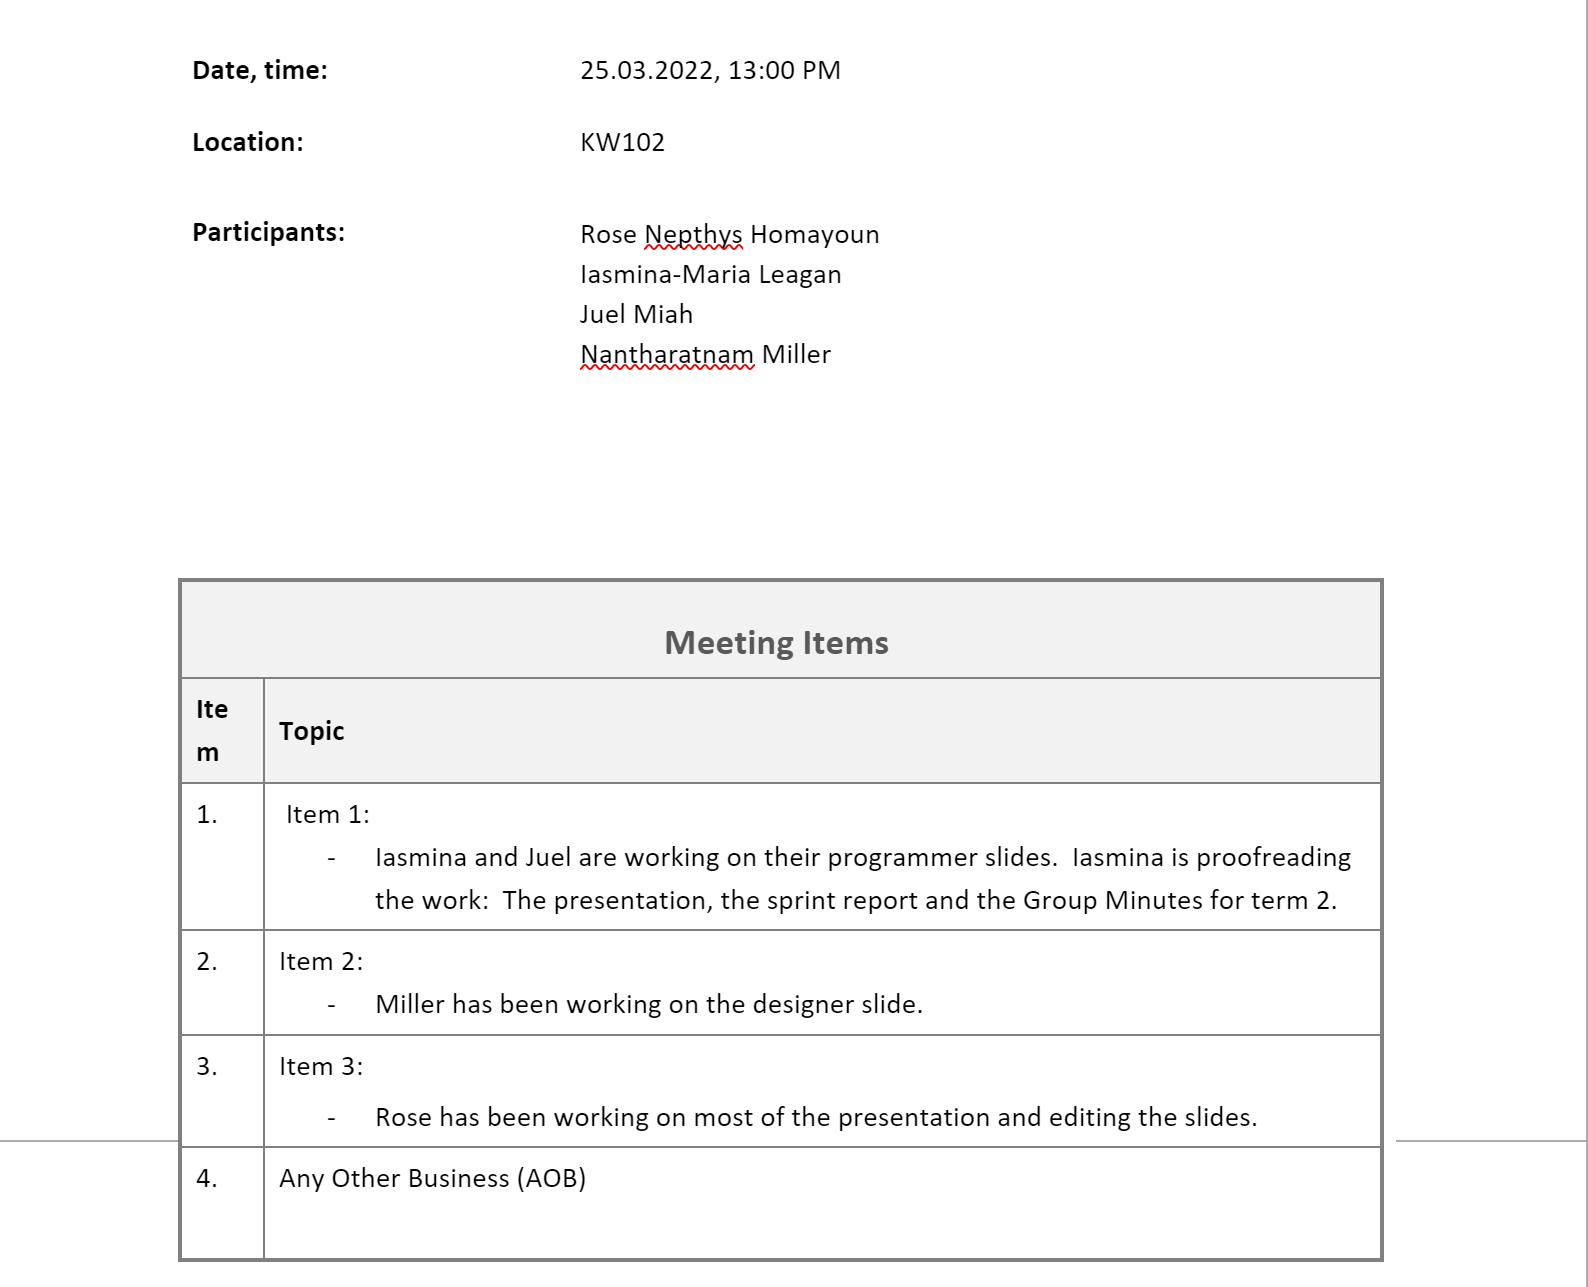 Date, time: 25.03.2022, 13:00 PM
Location: KW102
Participants: Rose Nepthys Homayoun
Iasmina-Maria Leagan
Juel Miah
Nantharatnam Miller
Meeting Items
Ite
m
Topic
1. Item 1:
- Iasmina and Juel are working on their programmer slides. Iasmina is proofreading
the work: The presentation, the sprint report and the Group Minutes for term 2.
2. Item 2:
- Miller has been working on the designer slide.
3. Item 3:
- Rose has been working on most of the presentation and editing the slides.
4. Any Other Business (AOB)